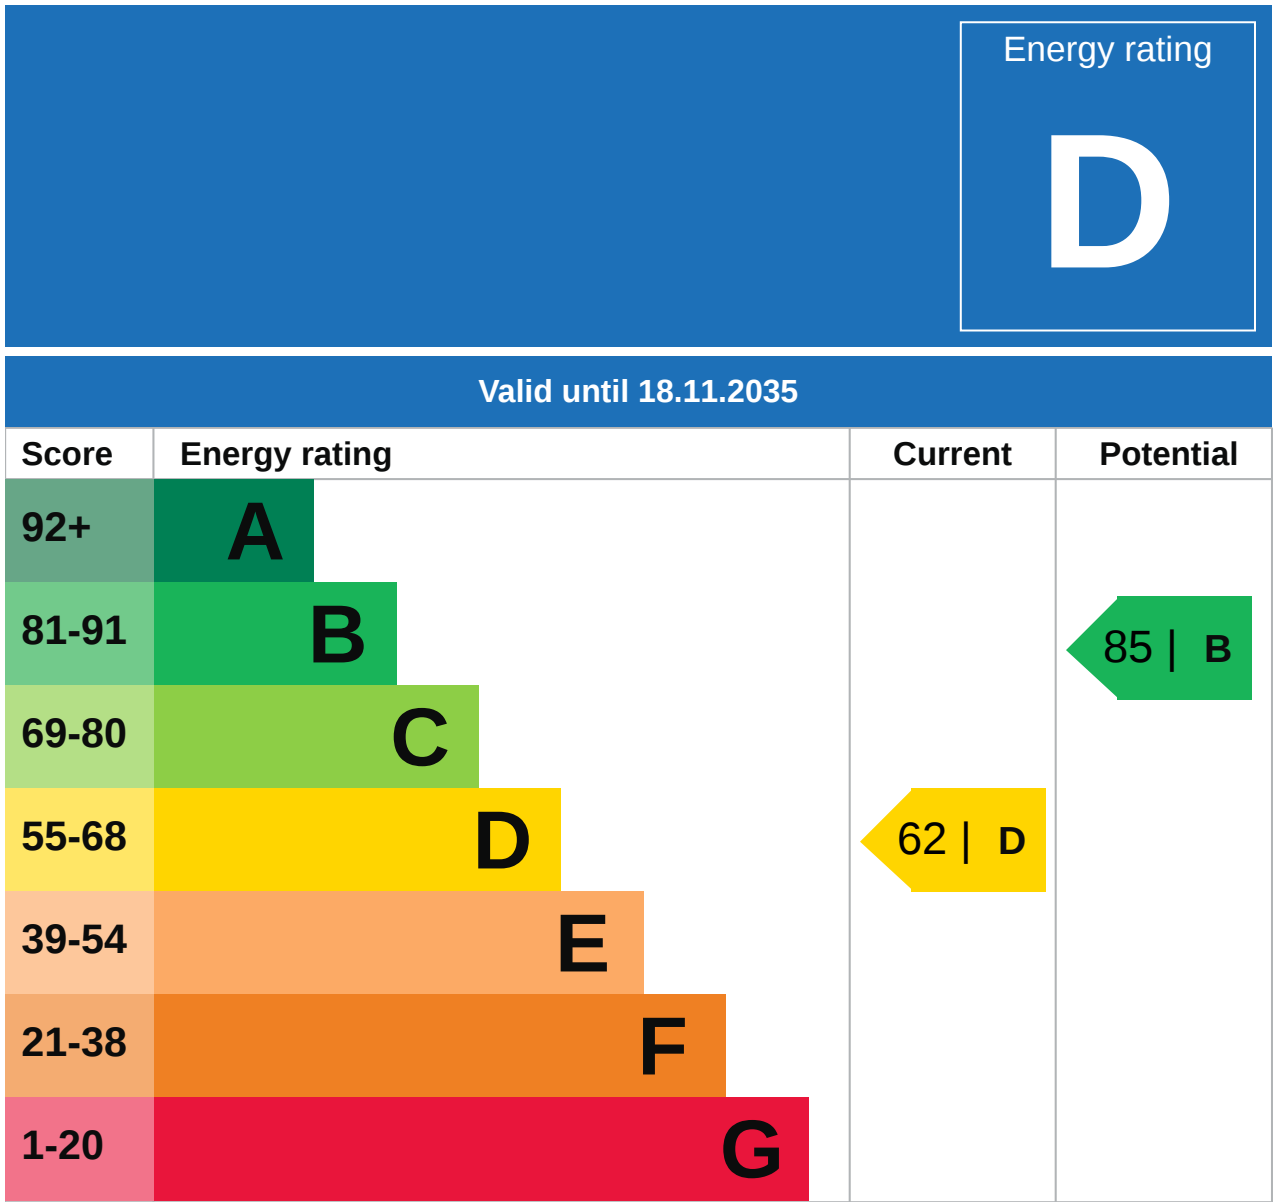 Energy rating
D
Valid until 18.11.2035
Score Energy rating Current Potential
92+ A
81-91 B 85 | B
69-80 C
55-68 D 62 | D
39-54 E
21-38 F
1-20 G